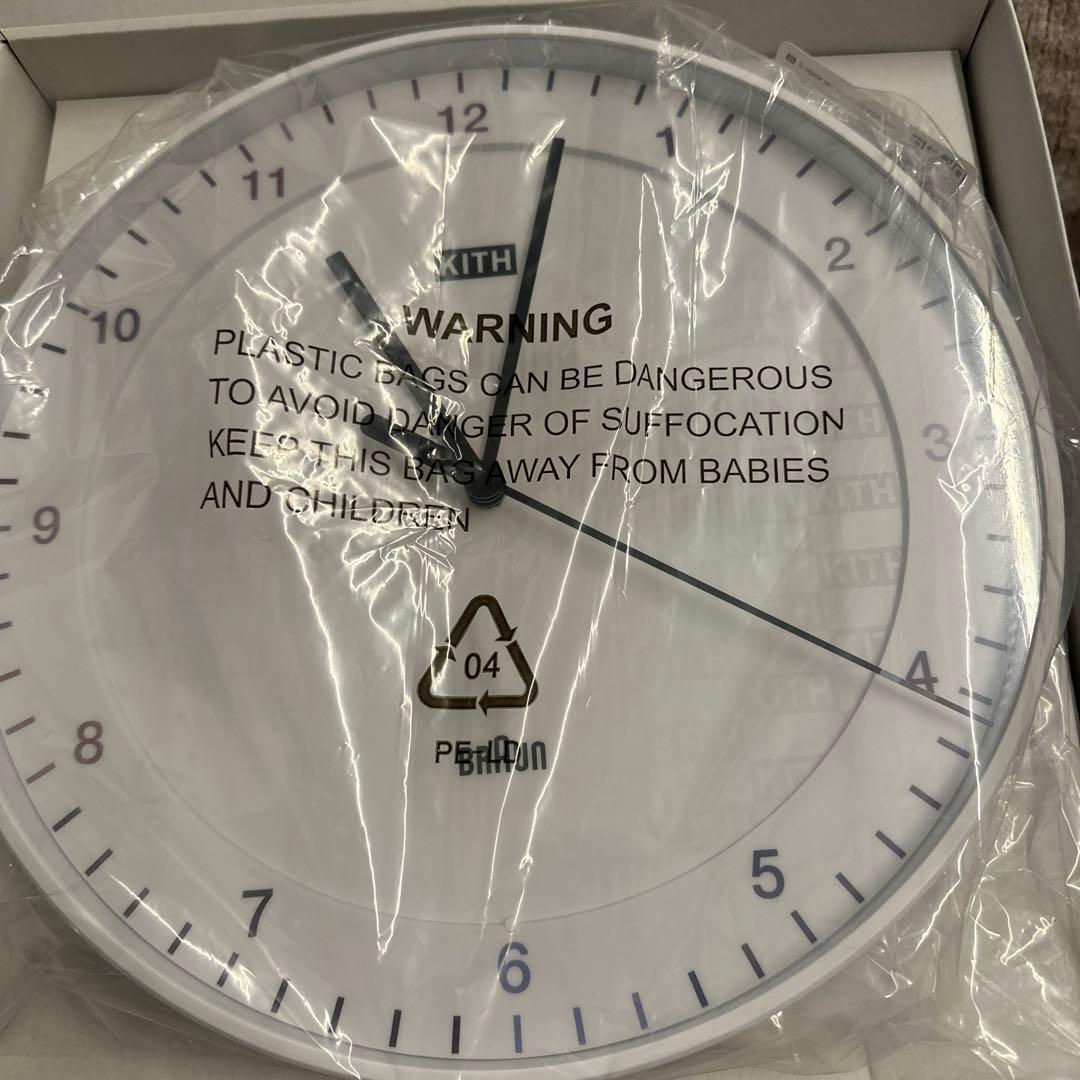 12
11
1
10
2
KITH
WARNING
PLASTIC BAGS CAN BE DANGEROUS
TO AVOID DANGER OF SUFFOCATION
KEEP THIS BAG AWAY FROM BABIES
AND CHILDREN
3
9
04
4
PE-LD
BRAUN
8
5
7
6